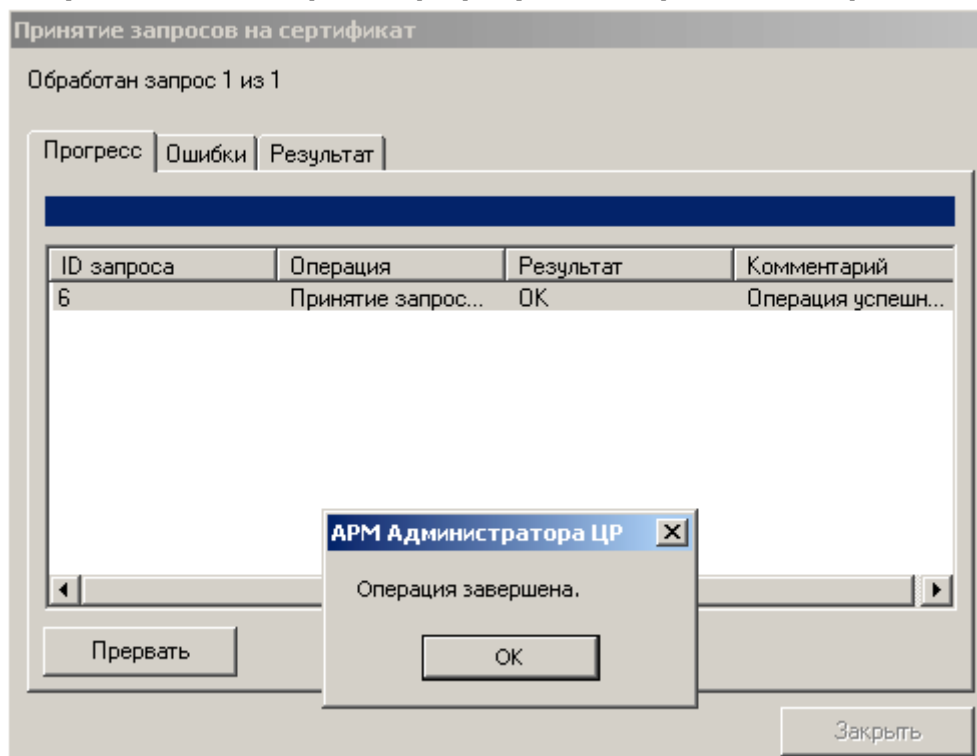 Принятие запросов на сертификат
Обработан запрос 1 из 1
Прогресс Ошибки Результат
ID запроса Операция Результат Комментарий
6 Принятие запрос... OK Операция успешн...
АРМ Администратора ЦР
Операция завершена.
OK
Прервать
Закрыть